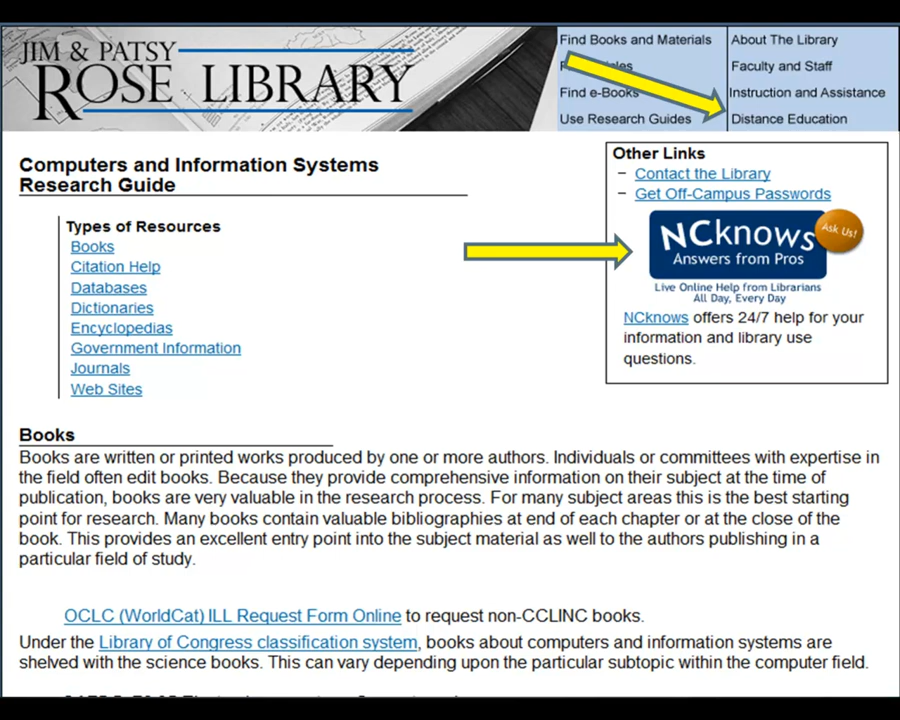 JIM & PATSY
ROSE LIBRARY
Find Books and Materials
Find e-Books
Use Research Guides
About The Library
Faculty and Staff
Instruction and Assistance
Distance Education
Computers and Information Systems
Research Guide
Types of Resources
Books
Citation Help
Databases
Dictionaries
Encyclopedias
Government Information
Journals
Web Sites
Other Links
– Contact the Library
– Get Off-Campus Passwords
NCknows Ask Us!
Answers from Pros
Live Online Help from Librarians
All Day, Every Day
NCknows offers 24/7 help for your
information and library use
questions.
Books
Books are written or printed works produced by one or more authors. Individuals or committees with expertise in
the field often edit books. Because they provide comprehensive information on their subject at the time of
publication, books are very valuable in the research process. For many subject areas this is the best starting
point for research. Many books contain valuable bibliographies at end of each chapter or at the close of the
book. This provides an excellent entry point into the subject material as well to the authors publishing in a
particular field of study.
OCLC (WorldCat) ILL Request Form Online to request non-CCLINC books.
Under the Library of Congress classification system, books about computers and information systems are
shelved with the science books. This can vary depending upon the particular subtopic within the computer field.